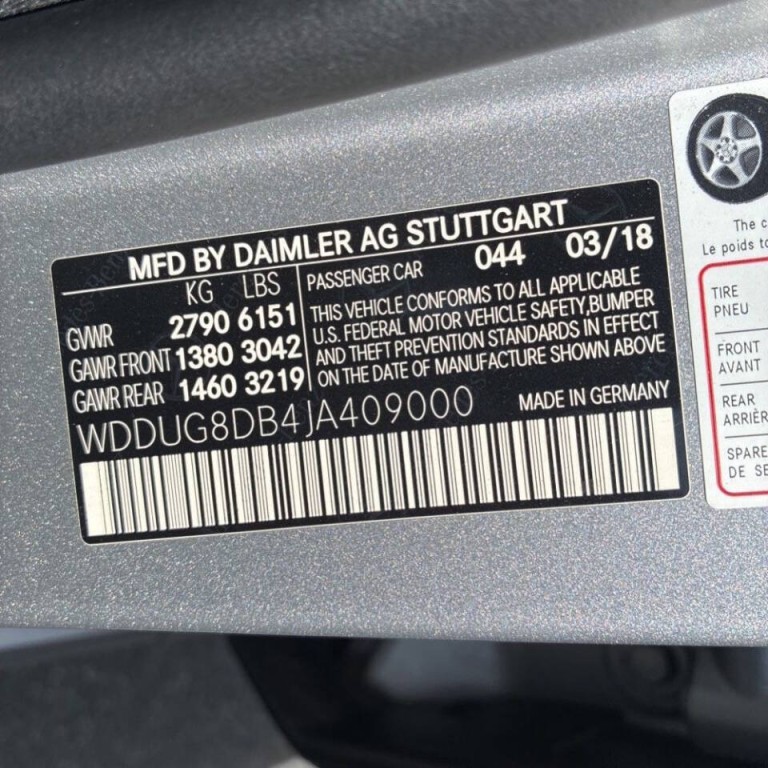 MFD BY DAIMLER AG STUTTGART
KG LBS
GVWR 2790 6151
GAWR FRONT 1380 3042
GAWR REAR 1460 3219
PASSENGER CAR 044 03/18
THIS VEHICLE CONFORMS TO ALL APPLICABLE
U.S. FEDERAL MOTOR VEHICLE SAFETY,BUMPER
AND THEFT PREVENTION STANDARDS IN EFFECT
ON THE DATE OF MANUFACTURE SHOWN ABOVE
WDDUG8DB4JA409000 MADE IN GERMANY
The c
Le poids to
TIRE
PNEU
FRONT
AVANT
REAR
ARRIÈR
SPARE
DE SE